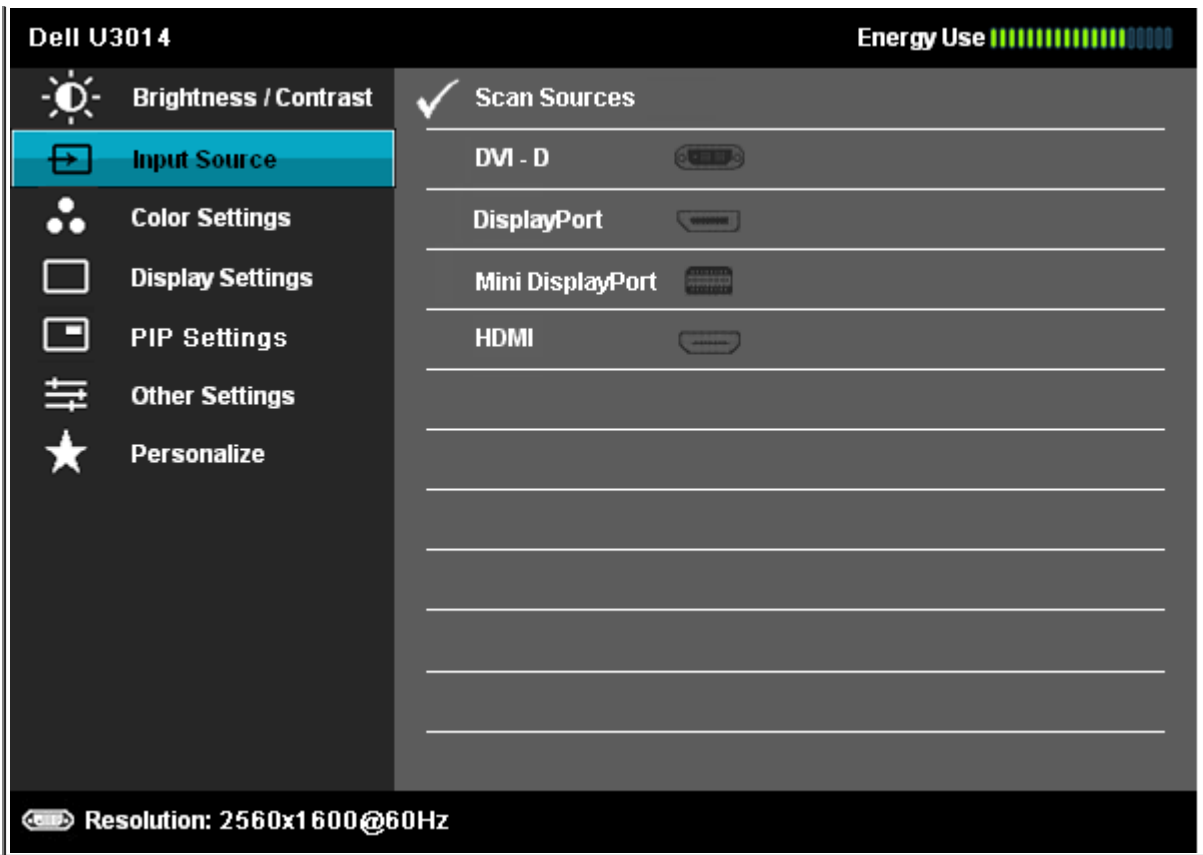 Dell U3014
Energy Use
Brightness / Contrast
Scan Sources
Input Source
DVI - D
Color Settings
DisplayPort
Display Settings
Mini DisplayPort
PIP Settings
HDMI
Other Settings
Personalize
Resolution: 2560x1600@60Hz